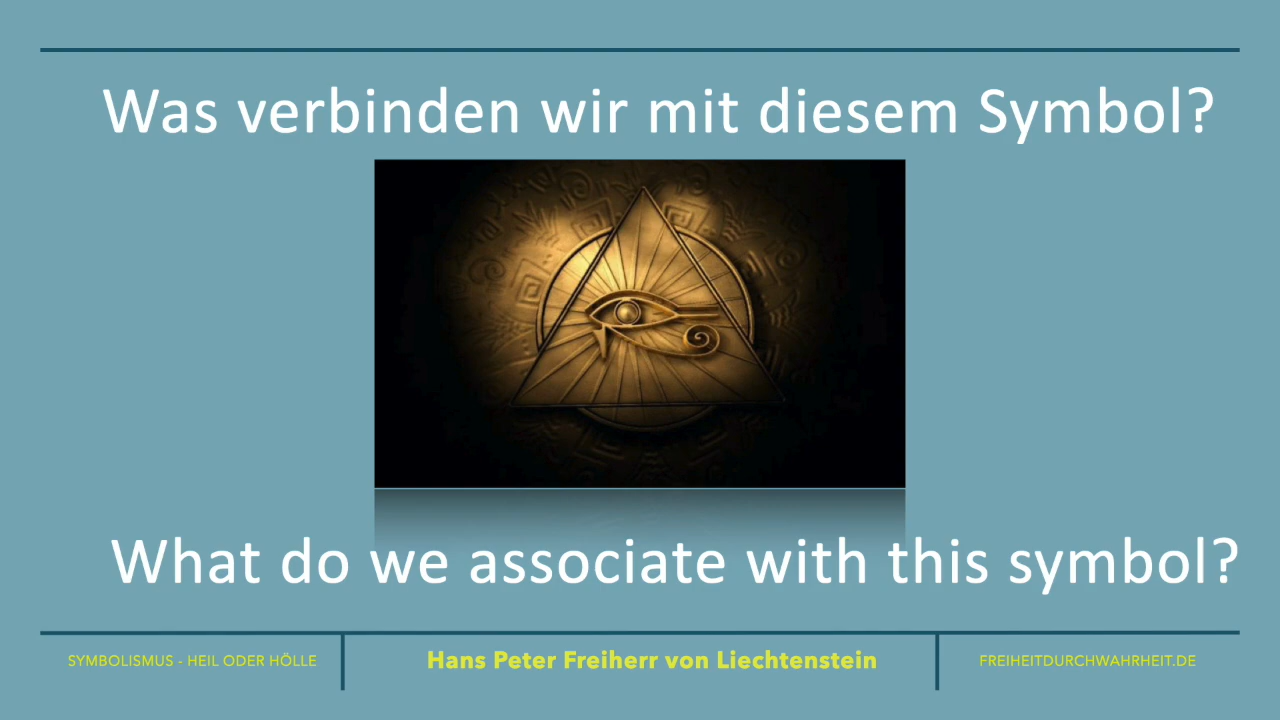 Was verbinden wir mit diesem Symbol?
What do we associate with this symbol?
SYMBOLISMUS - HEIL ODER HÖLLE
Hans Peter Freiherr von Liechtenstein
FREIHEITDURCHWAHRHEIT.DE